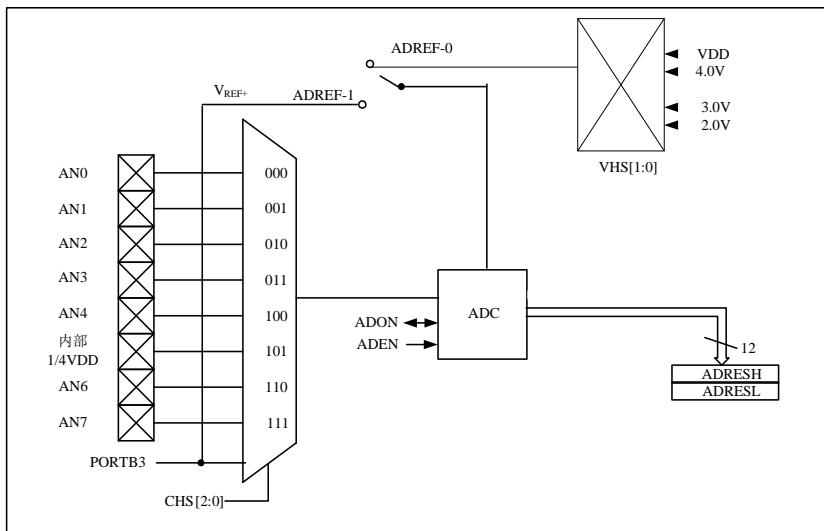 ADREF-0
VDD
4.0V
3.0V
2.0V
VHS[1:0]
VREF+
ADREF-1
AN0
000
AN1
001
AN2
010
AN3
011
AN4
100
内部
1/4VDD
101
AN6
110
AN7
111
PORTB3
CHS[2:0]
ADC
ADON
ADEN
12
ADRESH
ADRESL